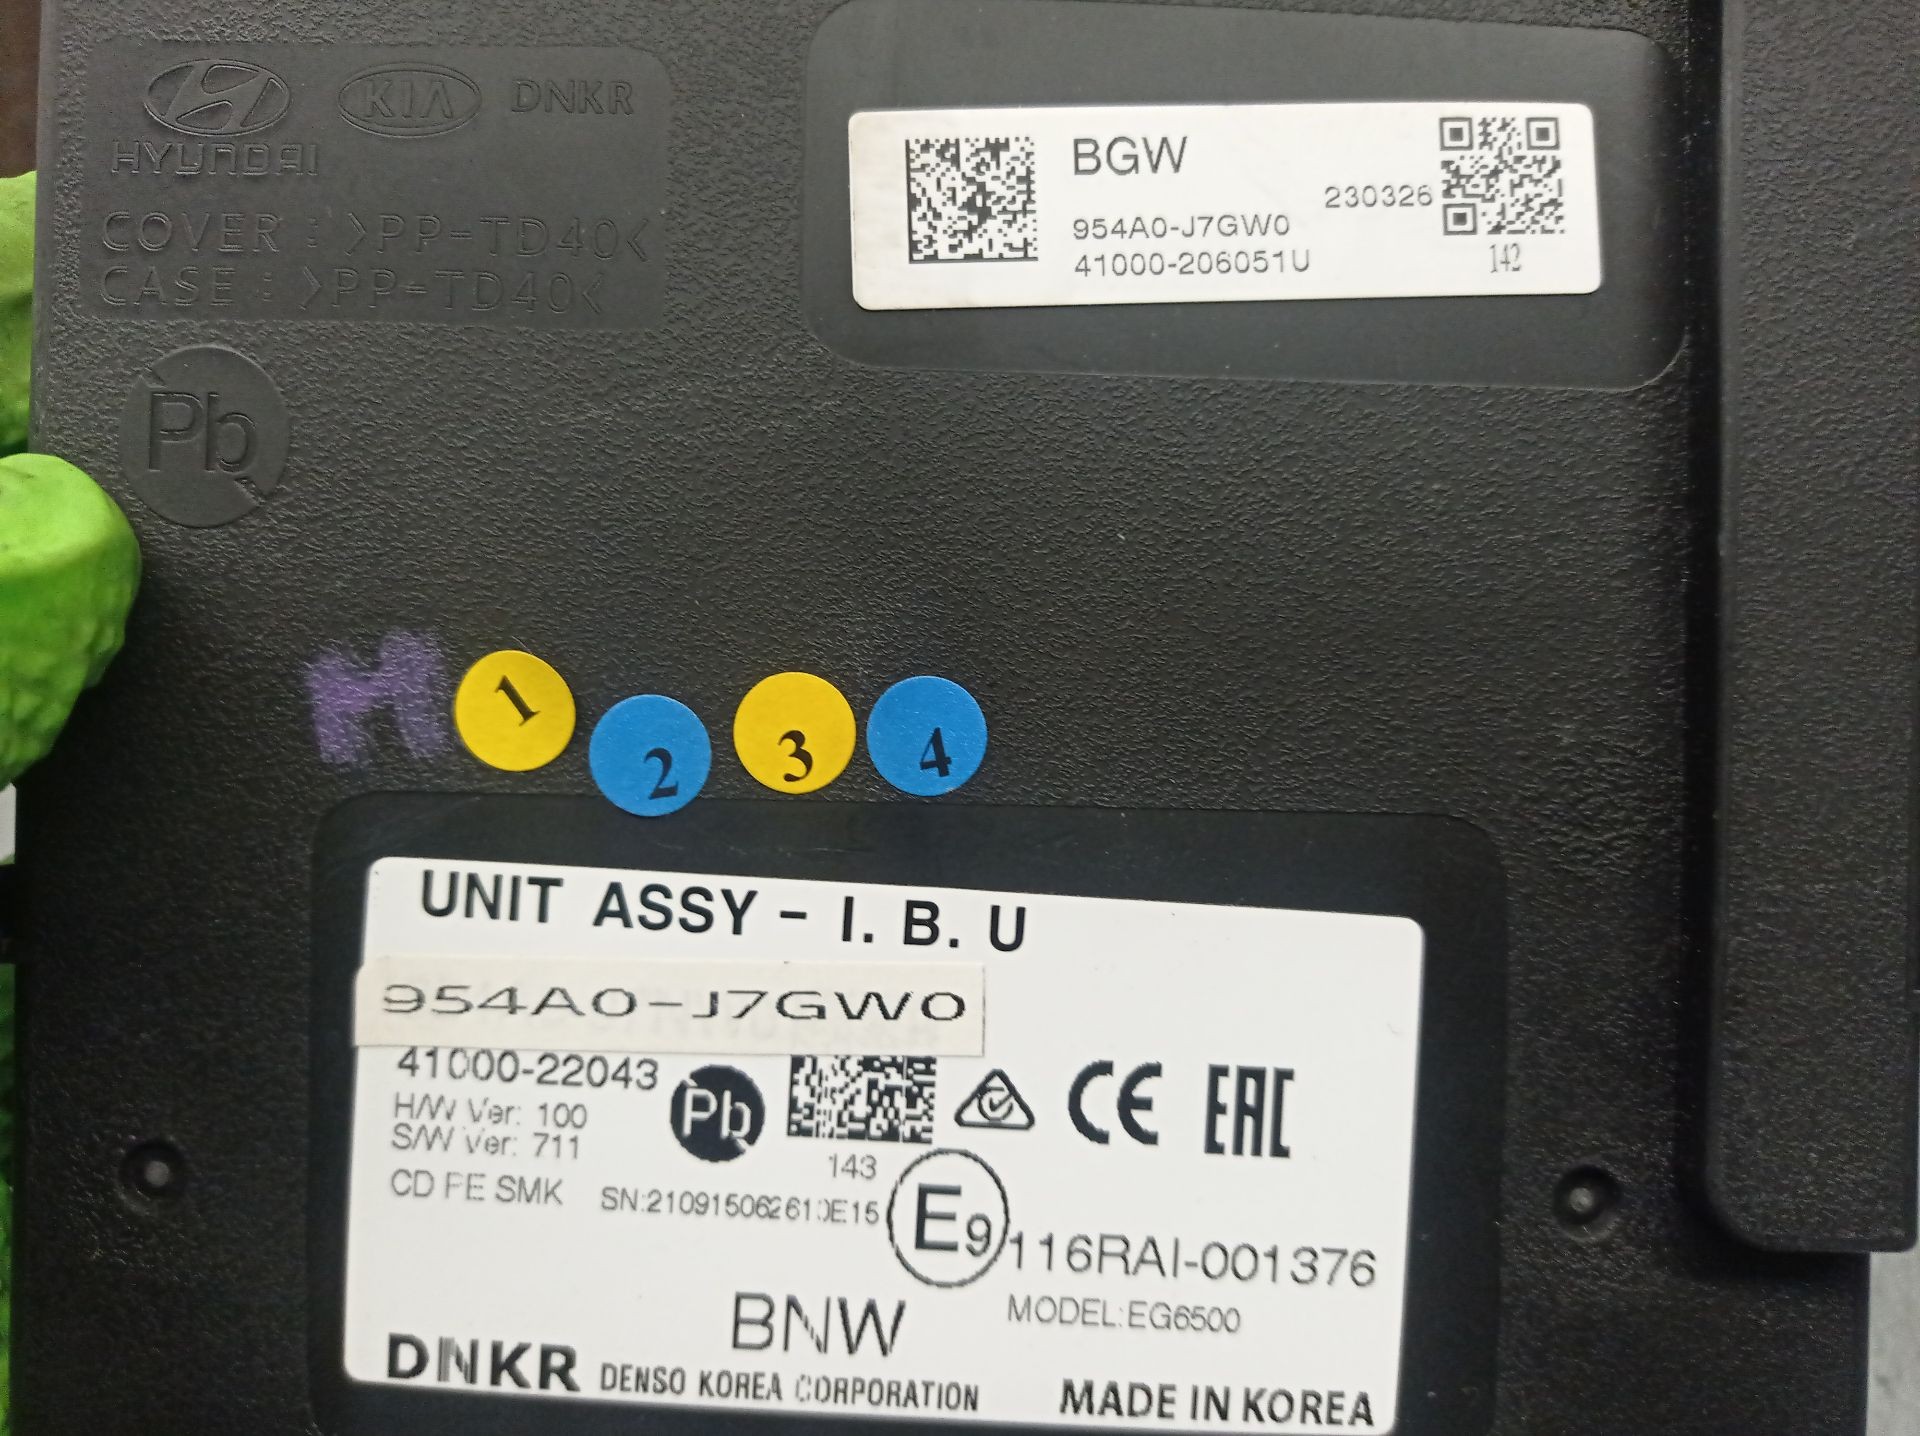 HYUNDAI
KIA
DNKR
COVER : >PP-TD40<
CASE : >PP-TD40<
Pb
BGW
954A0-J7GW0
41000-206051U
230326
142
M
1
2
3
4
UNIT ASSY - I. B. U
954A0-J7GW0
41000-22043
H/W Ver: 100
S/W Ver: 711
CD PE SMK
Pb
143
CE
EAC
E9
116RAI-001376
BNW
MODEL:EG6500
DNKR DENSO KOREA CORPORATION
MADE IN KOREA